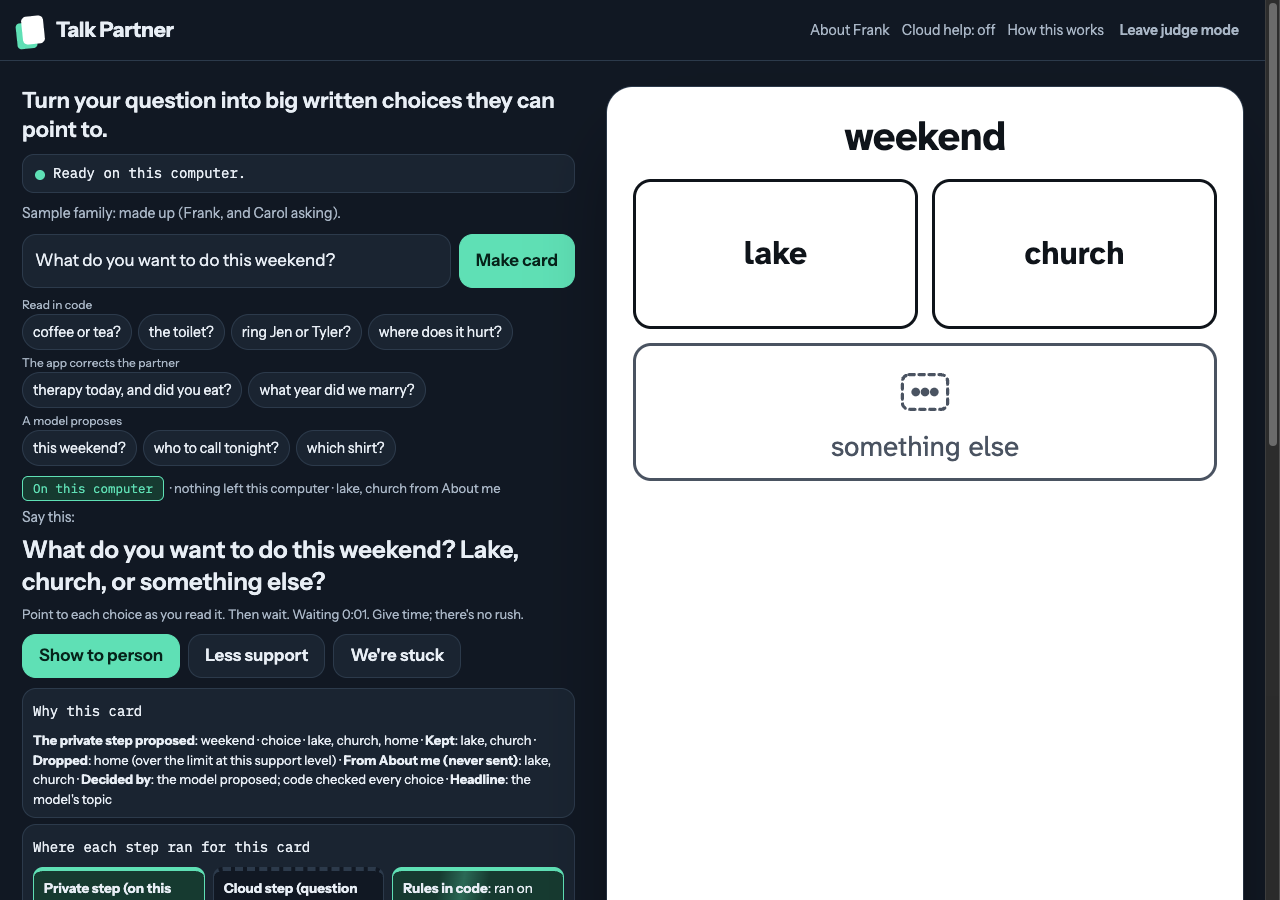 Talk Partner
About Frank
Cloud help: off
How this works
Leave judge mode
Turn your question into big written choices they can
point to.
Ready on this computer.
Sample family: made up (Frank, and Carol asking).
What do you want to do this weekend?
Make card
Read in code
coffee or tea?
the toilet?
ring Jen or Tyler?
where does it hurt?
The app corrects the partner
therapy today, and did you eat?
what year did we marry?
A model proposes
this weekend?
who to call tonight?
which shirt?
On this computer · nothing left this computer · lake, church from About me
Say this:
What do you want to do this weekend? Lake,
church, or something else?
Point to each choice as you read it. Then wait. Waiting 0:01. Give time; there's no rush.
Show to person
Less support
We're stuck
Why this card
The private step proposed: weekend · choice · lake, church, home · Kept: lake, church ·
Dropped: home (over the limit at this support level) · From About me (never sent): lake,
church · Decided by: the model proposed; code checked every choice · Headline: the
model's topic
Where each step ran for this card
Private step (on this
Cloud step (question
Rules in code: ran on
weekend
lake
church
something else